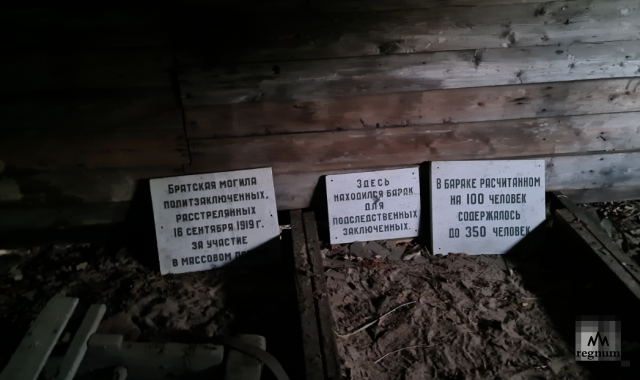 Братская могила
политзаключенных,
расстрелянных
16 сентября 1919 г.
за участие
в массовом
Здесь
находился барак
для
подследственных
заключенных.
В бараке расчитанном
на 100 человек
содержалось
до 350 человек
regnum